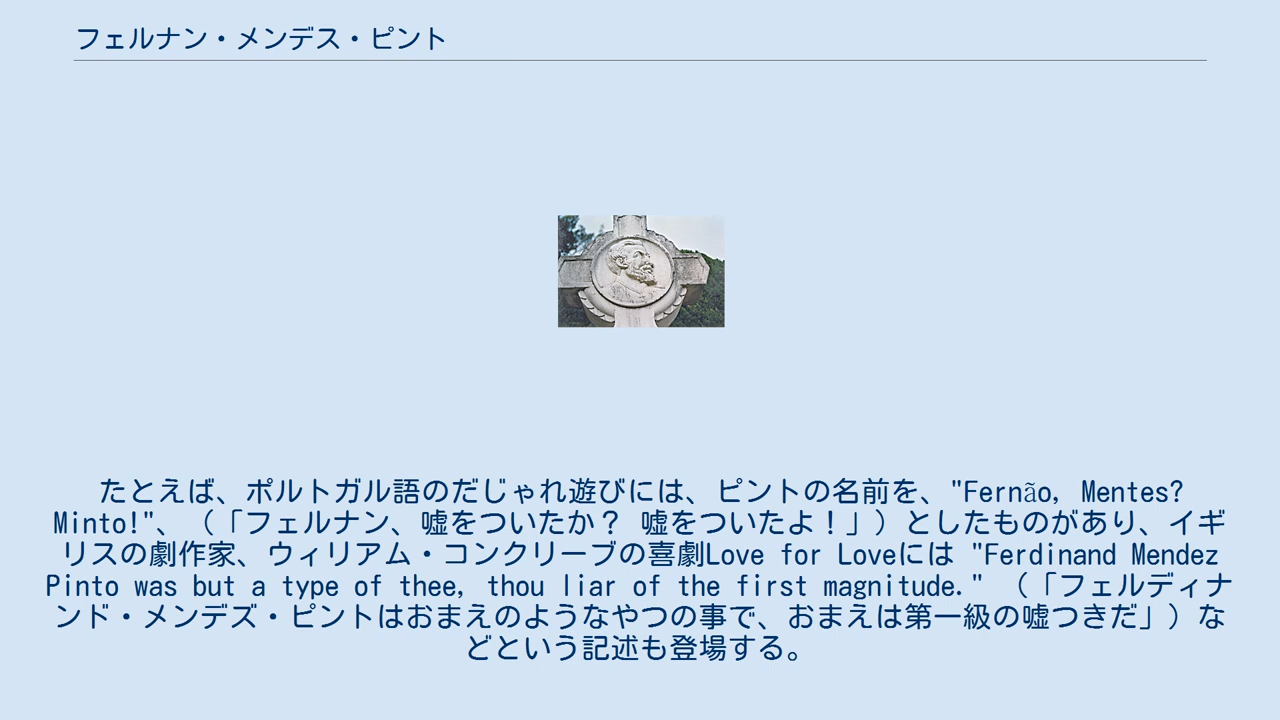 フェルナン・メンデス・ピント
たとえば、ポルトガル語のだじゃれ遊びには、ピントの名前を、"Fernão, Mentes?
Minto!"、（「フェルナン、嘘をついたか？ 嘘をついたよ！」）としたものがあり、イギ
リスの劇作家、ウィリアム・コンクリーブの喜劇Love for Loveには "Ferdinand Mendez
Pinto was but a type of thee, thou liar of the first magnitude." （「フェルディナ
ンド・メンデズ・ピントはおまえのようなやつの事で、おまえは第一級の嘘つきだ」）な
どという記述も登場する。